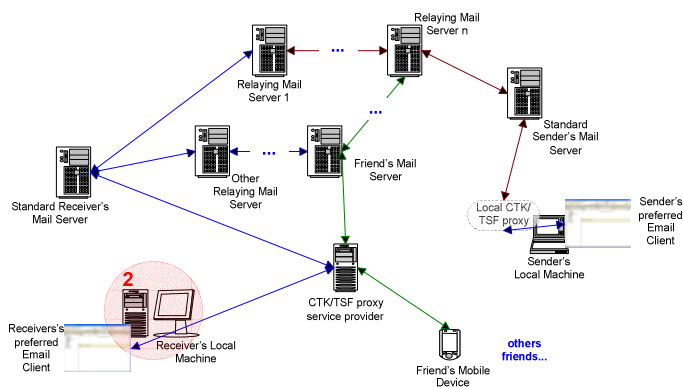 Relaying Mail
Server n
...
Relaying Mail
Server 1
...
Standard
Sender's Mail
Server
...
Friend's Mail
Server
Other
Relaying Mail
Server
Standard Receiver's
Mail Server
Local CTK/
TSF proxy
Sender's
preferred
Email
Client
Sender's
Local Machine
2
CTK/TSF proxy
service provider
Receivers's
preferred
Email
Client
Receiver's Local
Machine
others
friends...
Friend's Mobile
Device